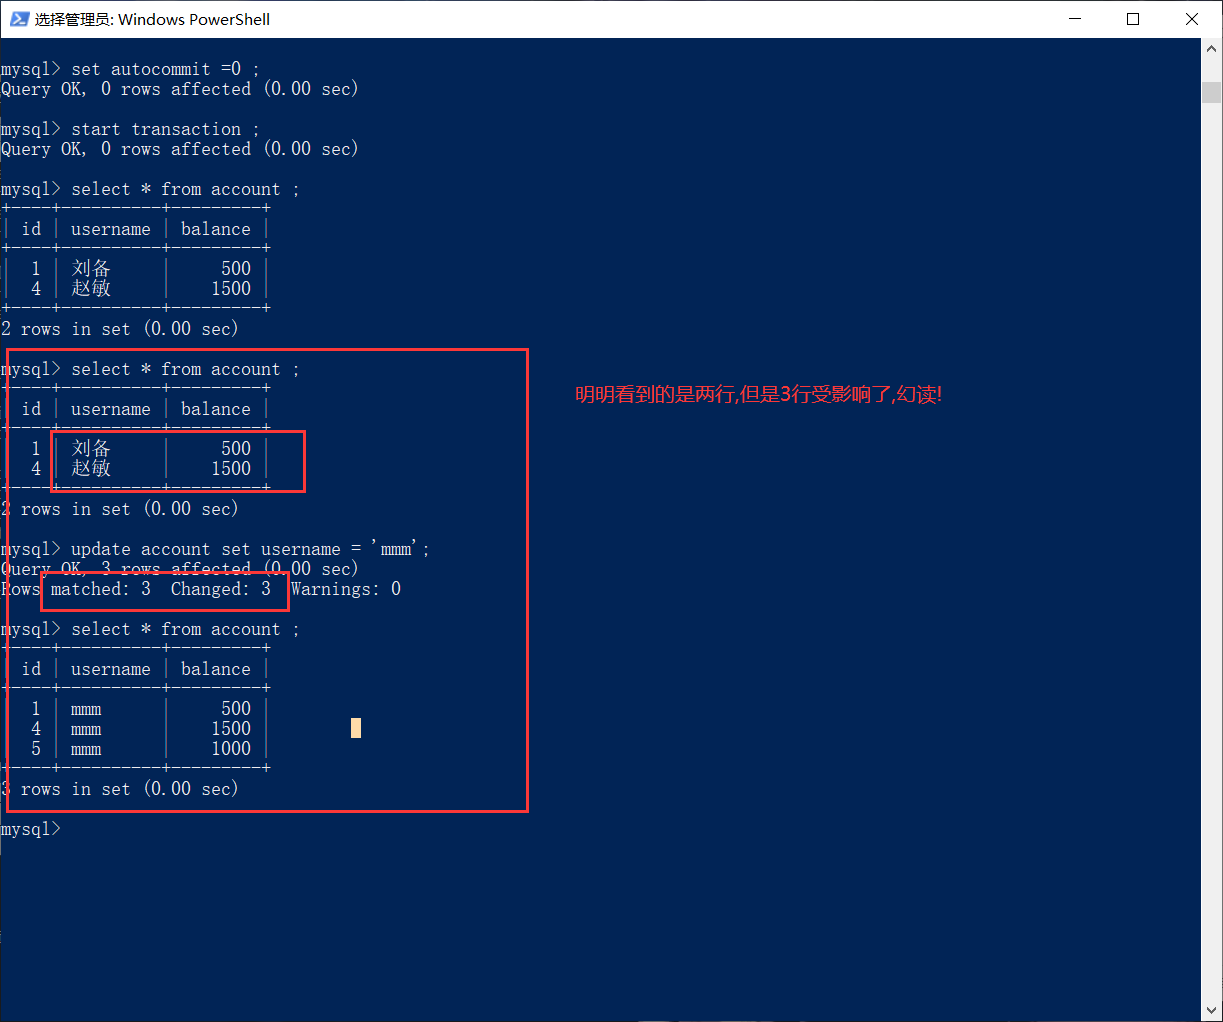 选择管理员: Windows PowerShell
mysql> set autocommit =0 ;
Query OK, 0 rows affected (0.00 sec)
mysql> start transaction ;
Query OK, 0 rows affected (0.00 sec)
mysql> select * from account ;
+----+----------+---------+
| id | username | balance |
+----+----------+---------+
|  1 | 刘备     |     500 |
|  4 | 赵敏     |    1500 |
+----+----------+---------+
2 rows in set (0.00 sec)
mysql> select * from account ;
+----+----------+---------+
| id | username | balance |
+----+----------+---------+
|  1 | 刘备     |     500 |
|  4 | 赵敏     |    1500 |
+----+----------+---------+
2 rows in set (0.00 sec)
明明看到的是两行,但是3行受影响了,幻读!
mysql> update account set username = 'mmm';
Query OK, 3 rows affected (0.00 sec)
Rows matched: 3  Changed: 3  Warnings: 0
mysql> select * from account ;
+----+----------+---------+
| id | username | balance |
+----+----------+---------+
|  1 | mmm      |     500 |
|  4 | mmm      |    1500 |
|  5 | mmm      |    1000 |
+----+----------+---------+
3 rows in set (0.00 sec)
mysql>